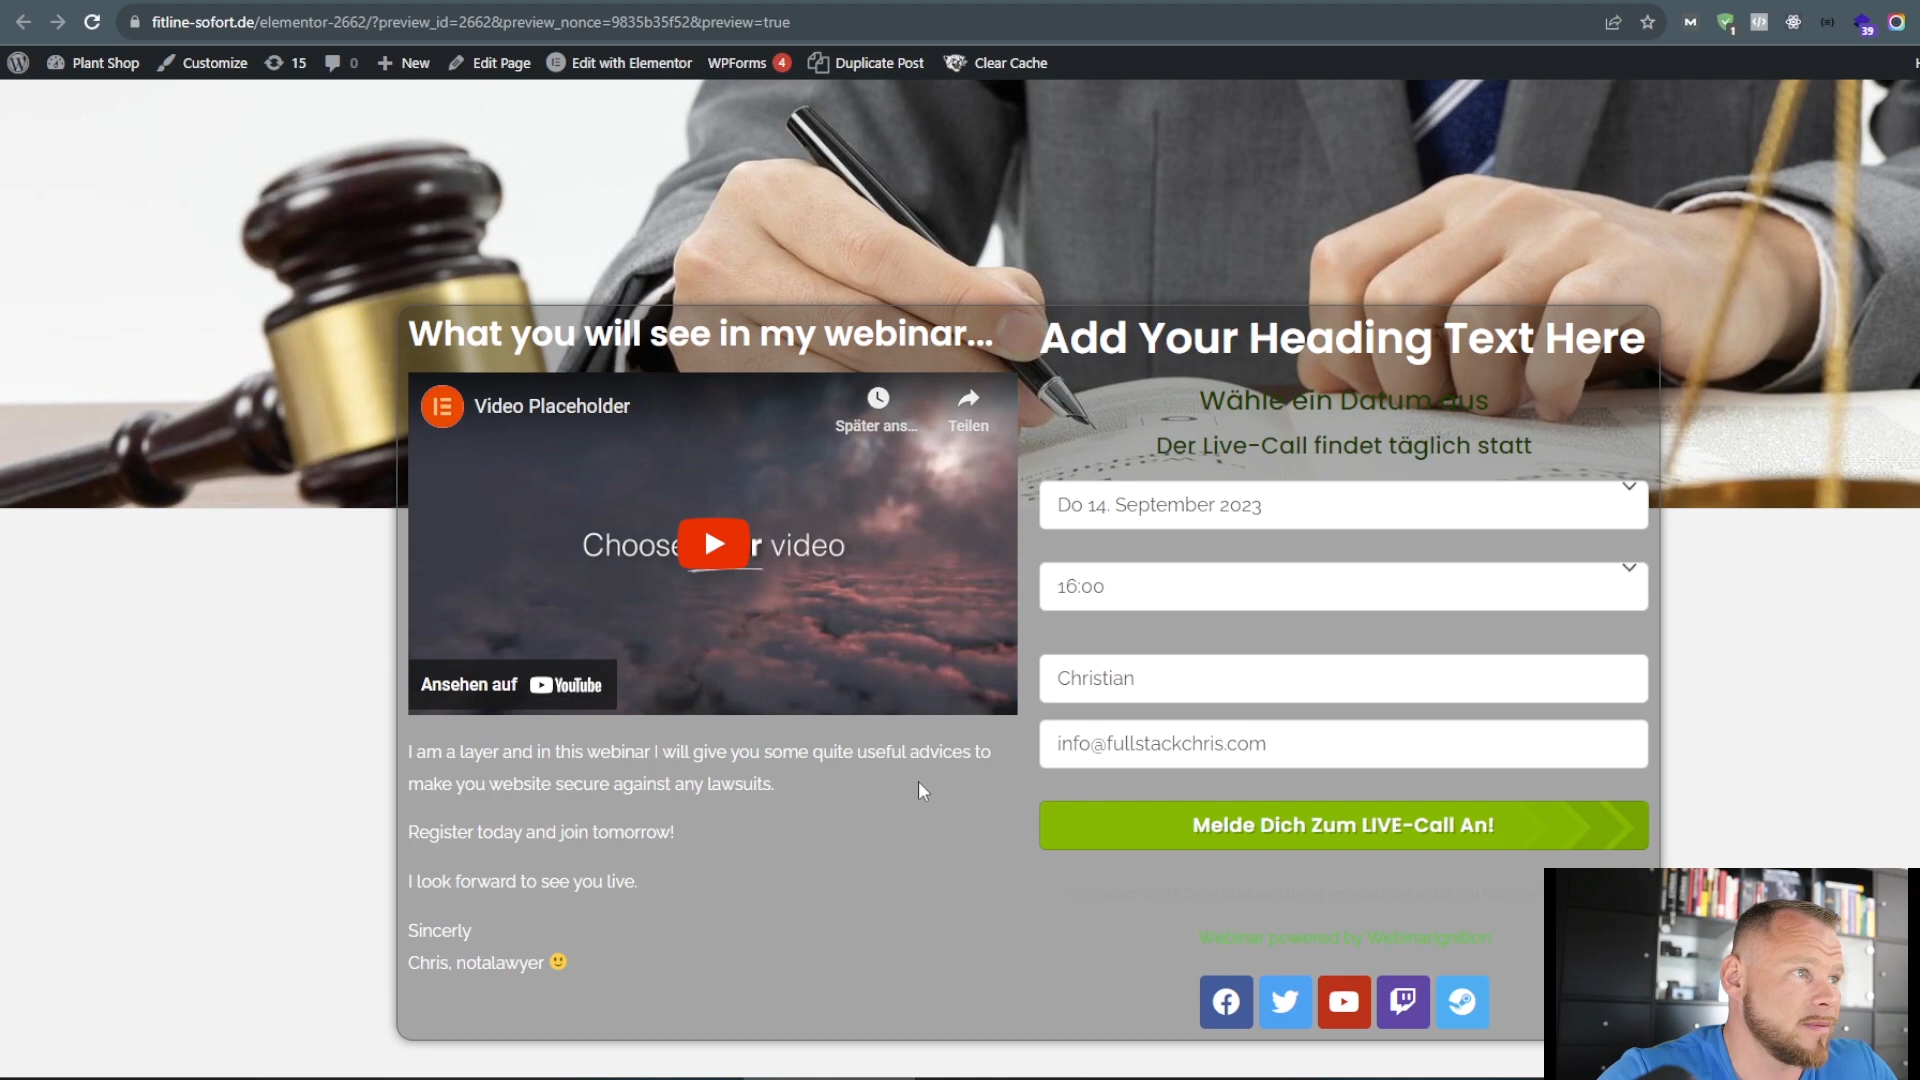 fitline-sofort.de/elementor-2662/?preview_id=2662&preview_nonce=9835b35f52&preview=true
1
39
Plant Shop
Customize
15
0
New
Edit Page
Edit with Elementor
WPForms 4
Duplicate Post
Clear Cache
What you will see in my webinar...
Video Placeholder
Später ans...
Teilen
Choose
r video
Ansehen auf YouTube
I am a layer and in this webinar I will give you some quite useful advices to
make you website secure against any lawsuits.
Register today and join tomorrow!
I look forward to see you live.
Sincerly
Chris, notalawyer 🙂
Add Your Heading Text Here
Wähle ein Datum aus
Der Live-Call findet täglich statt
Do 14. September 2023
16:00
Christian
info@fullstackchris.com
Melde Dich Zum LIVE-Call An!
Webinar powered by WebinarIgnition